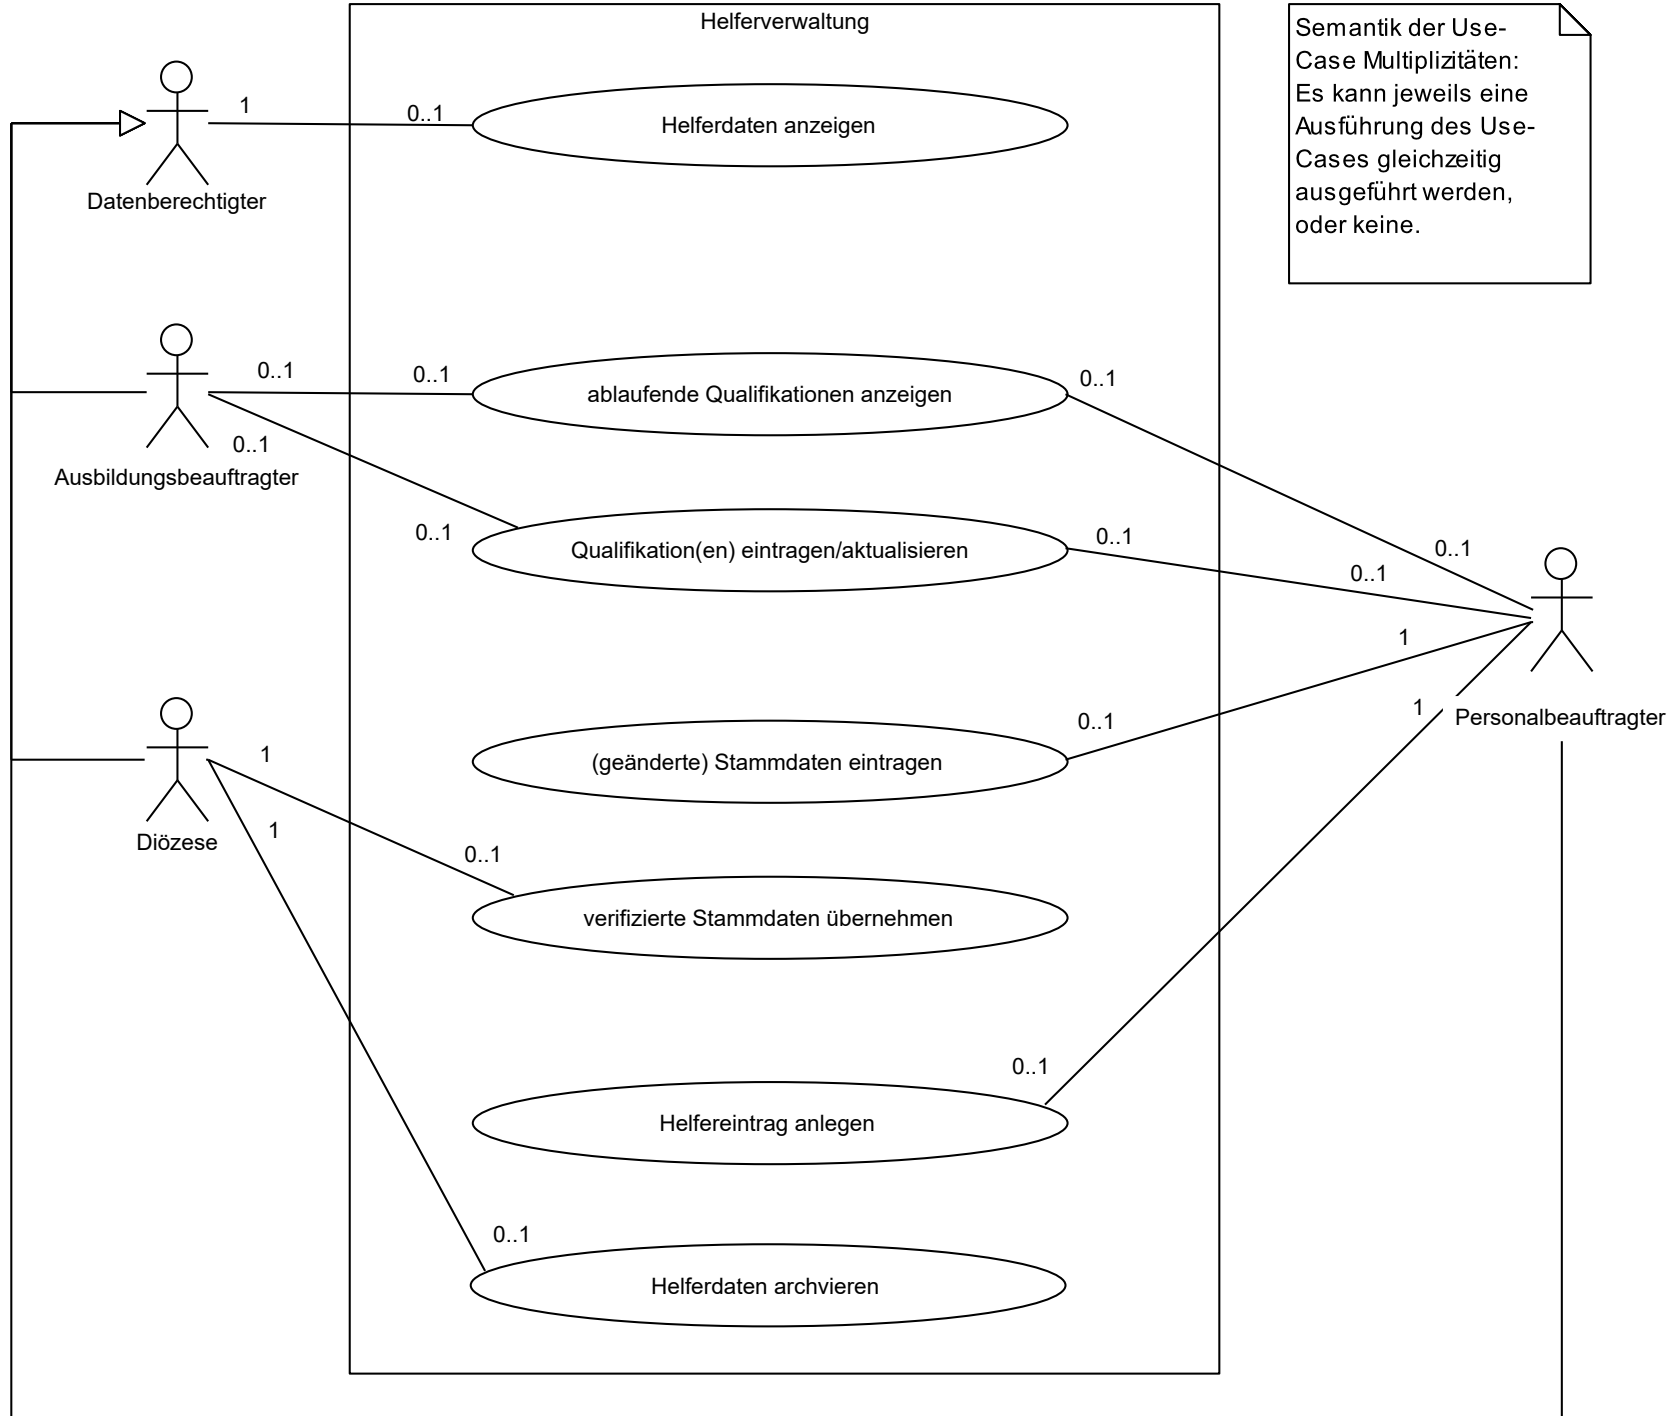 Helferverwaltung
Semantik der Use-
Case Multiplizitäten:
Es kann jeweils eine
Ausführung des Use-
Cases gleichzeitig
ausgeführt werden,
oder keine.
1
0..1
Helferdaten anzeigen
Datenberechtigter
0..1
0..1
ablaufende Qualifikationen anzeigen
0..1
0..1
Ausbildungsbeauftragter
0..1
Qualifikation(en) eintragen/aktualisieren
0..1
0..1
0..1
1
1
Personalbeauftragter
0..1
(geänderte) Stammdaten eintragen
1
1
Diözese
0..1
verifizierte Stammdaten übernehmen
0..1
Helfereintrag anlegen
0..1
Helferdaten archvieren